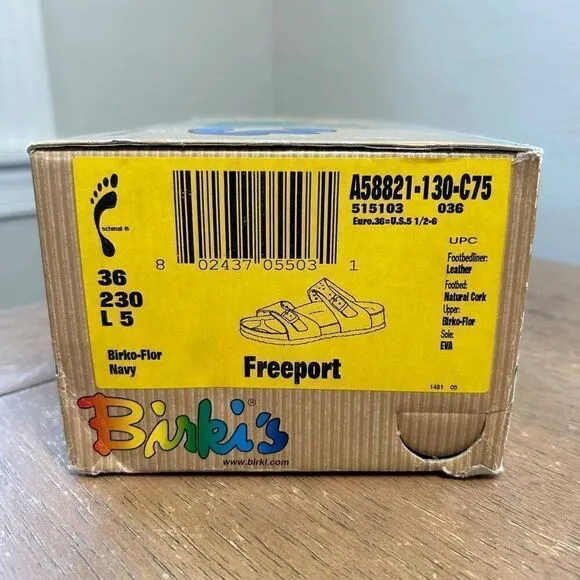 A58821-130-C75
515103 036
Euro.36=U.S.5 1/2-6
schmal ®
8 02437 05503 1
UPC
Footbedliner:
Leather
Footbed:
Natural Cork
Upper:
Birko-Flor
Sole:
EVA
36
230
L 5
Birko-Flor
Navy
Freeport
1481 05
Birki's®
www.birki.com